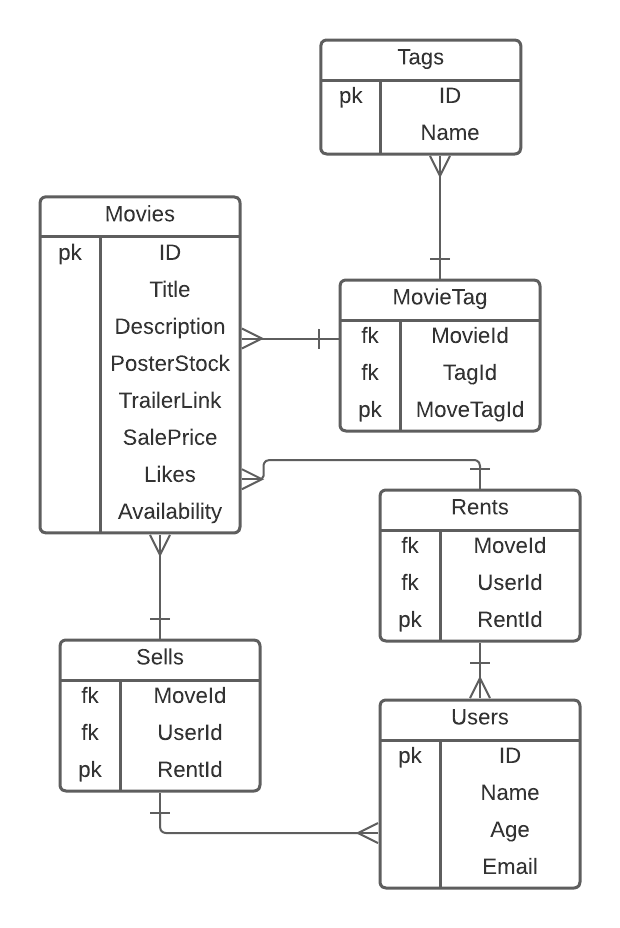 Tags
pk ID
Name
Movies
pk ID
Title
Description
PosterStock
TrailerLink
SalePrice
Likes
Availability
MovieTag
fk MovieId
fk TagId
pk MoveTagId
Rents
fk MoveId
fk UserId
pk RentId
Sells
fk MoveId
fk UserId
pk RentId
Users
pk ID
Name
Age
Email